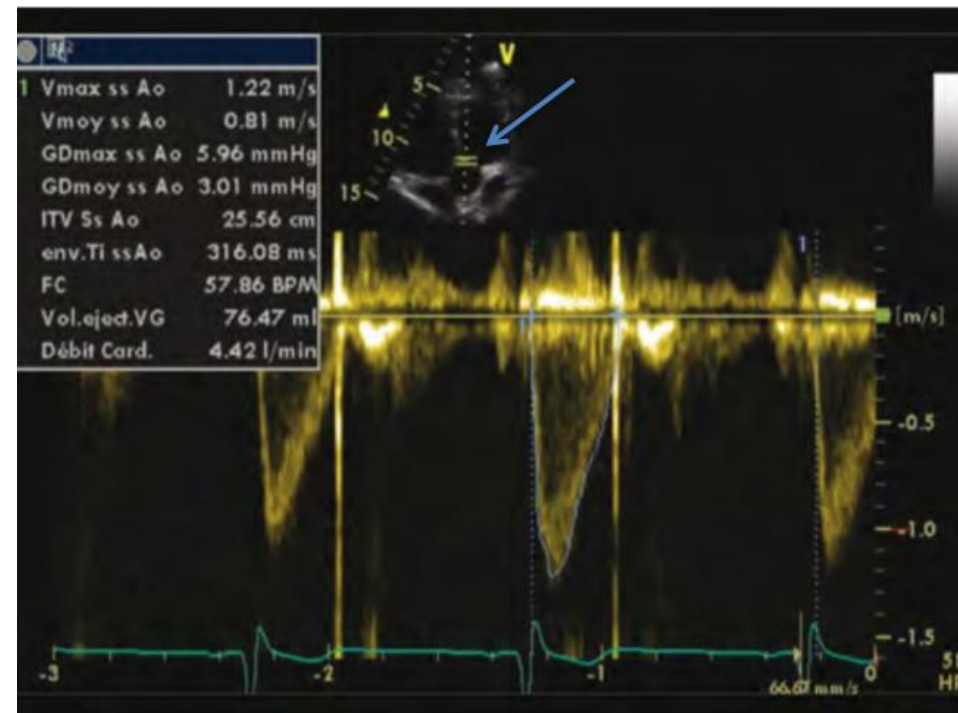 1 Vmax ss Ao 1.22 m/s
Vmoy ss Ao 0.81 m/s
GDmax ss Ao 5.96 mmHg
GDmoy ss Ao 3.01 mmHg
ITV Ss Ao 25.56 cm
env.Ti ssAo 316.08 ms
FC 57.86 BPM
Vol.eject.VG 76.47 ml
Débit Card. 4.42 l/min
V
5
10
15
1
[m/s]
-0.5
-1.0
-1.5
-3
-2
-1
0
66.67 mm/s
HR